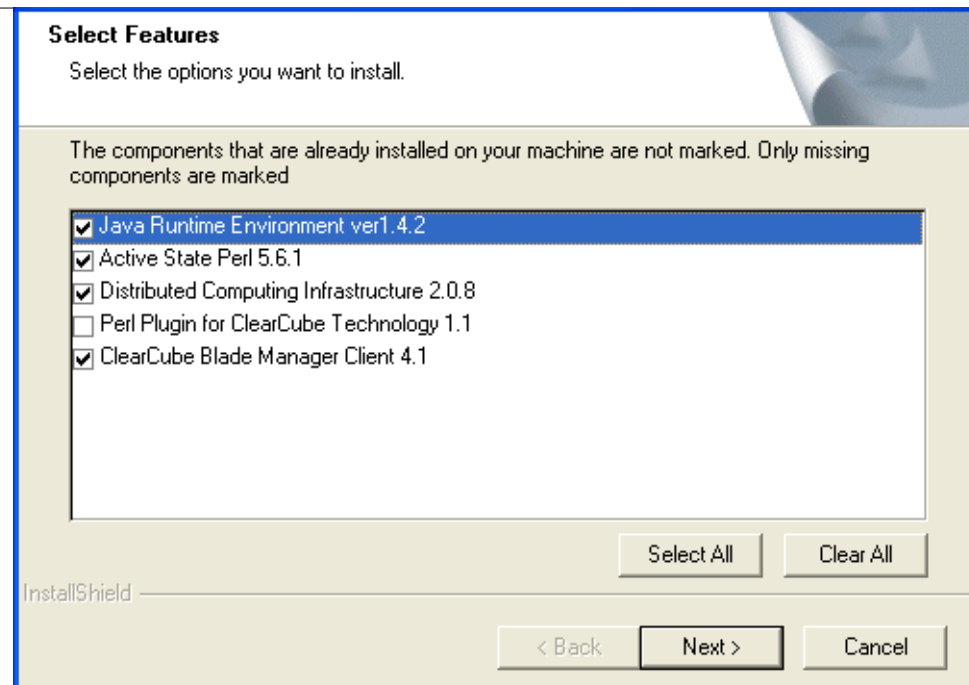 Select Features
Select the options you want to install.
The components that are already installed on your machine are not marked. Only missing
components are marked
Java Runtime Environment ver1.4.2
Active State Perl 5.6.1
Distributed Computing Infrastructure 2.0.8
Perl Plugin for ClearCube Technology 1.1
ClearCube Blade Manager Client 4.1
Select All
Clear All
InstallShield
< Back
Next >
Cancel